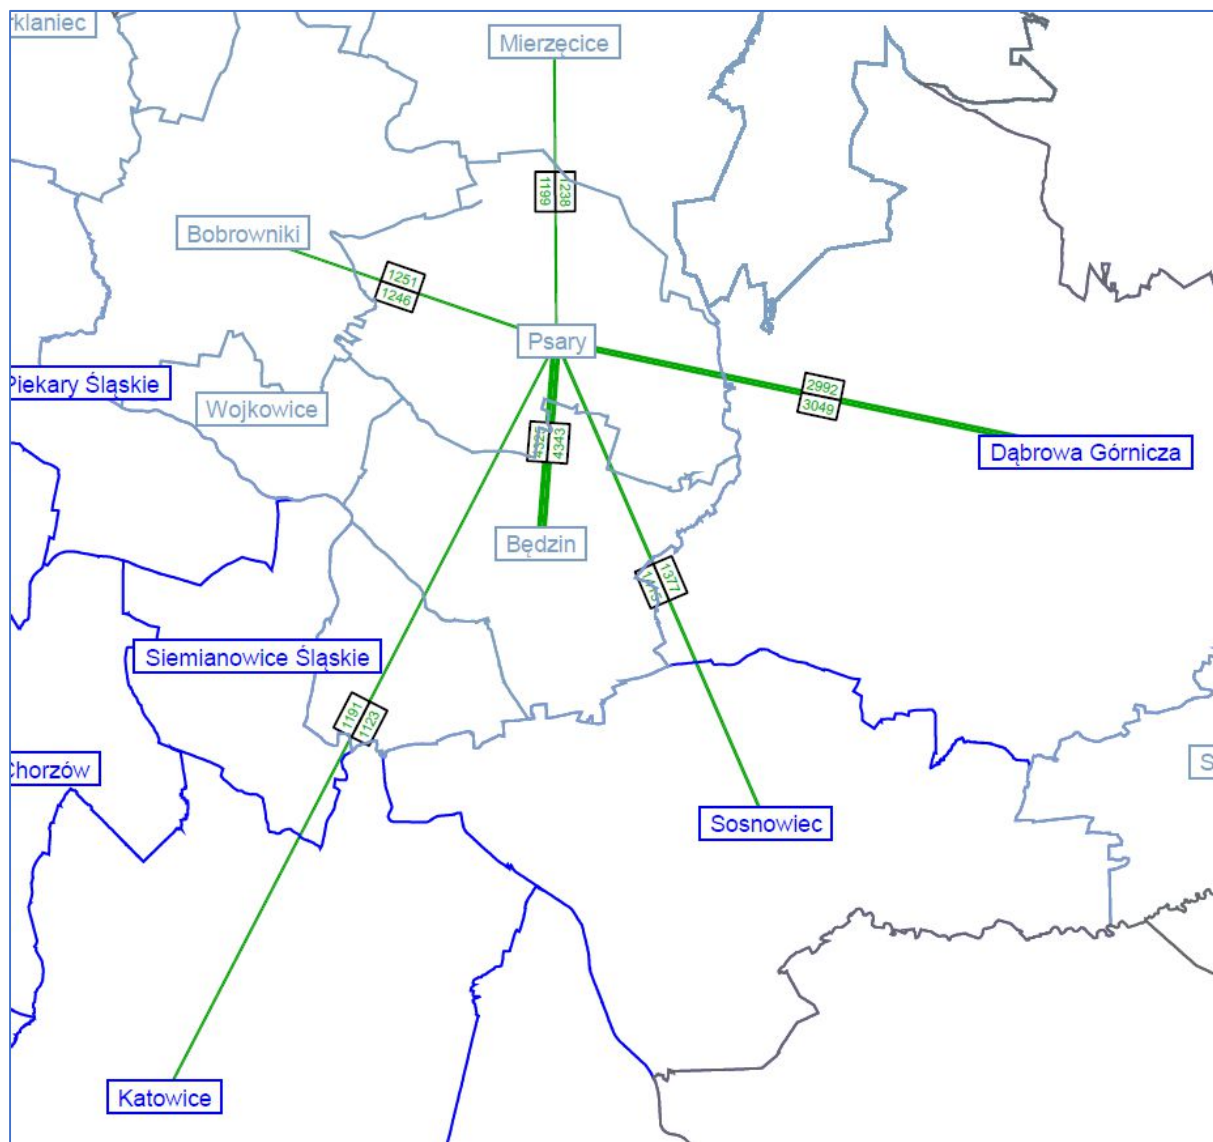 rklaniec
Mierzęcice
1199
1238
Bobrowniki
1251
1246
Psary
Piekary Śląskie
Wojkowice
2992
3049
4325
4343
Dąbrowa Górnicza
Będzin
1377
Siemianowice Śląskie
1191
1123
Chorzów
S
Sosnowiec
Katowice